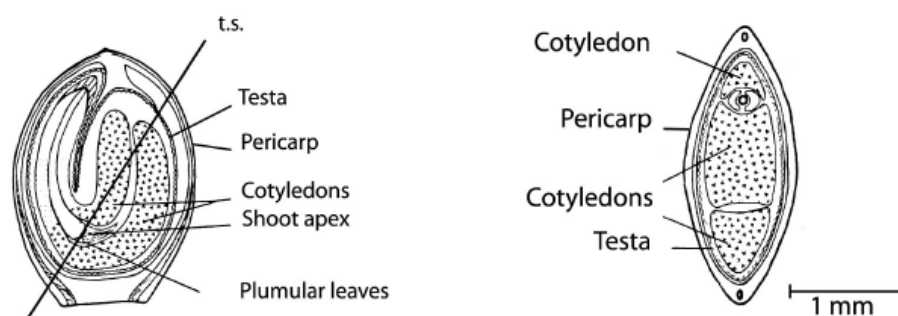 t.s.
Testa
Pericarp
Cotyledons
Shoot apex
Plumular leaves
Cotyledon
Pericarp
Cotyledons
Testa
1 mm